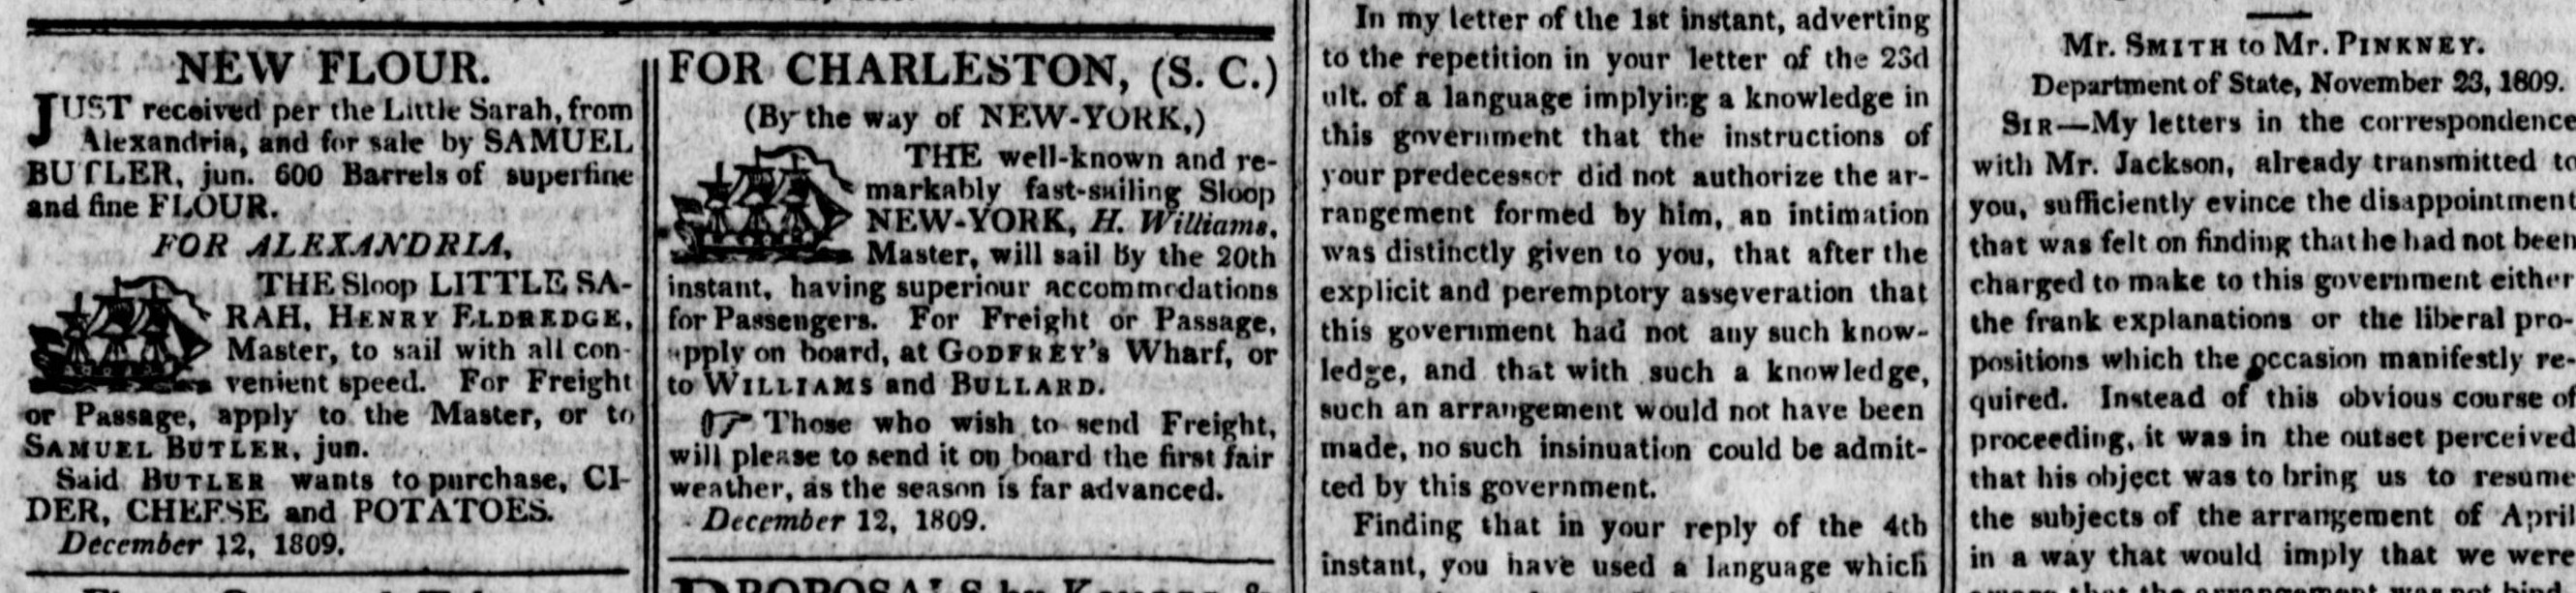 NEW FLOUR.
JUST received per the Little Sarah, from
Alexandria, and for sale by SAMUEL
BUTLER, jun. 600 Barrels of superfine
and fine FLOUR.
FOR ALEXANDRIA,
THE Sloop LITTLE SA-
RAH, HENRY ELDREDGE,
Master, to sail with all con-
venient speed. For Freight
or Passage, apply to the Master, or to
SAMUEL BUTLER, jun.
Said BUTLER wants to purchase, CI-
DER, CHEESE and POTATOES.
December 12, 1809.
FOR CHARLESTON, (S. C.)
(By the way of NEW-YORK,)
THE well-known and re-
markably fast-sailing Sloop
NEW-YORK, H. Williams,
Master, will sail by the 20th
instant, having superiour accommodations
for Passengers. For Freight or Passage,
apply on board, at GODFREY's Wharf, or
to WILLIAMS and BULLARD.
☞ Those who wish to send Freight,
will please to send it on board the first fair
weather, as the season is far advanced.
December 12, 1809.
PROPOSALS by
In my letter of the 1st instant, adverting
to the repetition in your letter of the 23d
ult. of a language implying a knowledge in
this government that the instructions of
your predecessor did not authorize the ar-
rangement formed by him, an intimation
was distinctly given to you, that after the
explicit and peremptory asseveration that
this government had not any such know-
ledge, and that with such a knowledge,
such an arrangement would not have been
made, no such insinuation could be admit-
ted by this government.
Finding that in your reply of the 4th
instant, you have used a language which
Mr. SMITH to Mr. PINKNEY.
Department of State, November 23, 1809.
SIR—My letters in the correspondence
with Mr. Jackson, already transmitted to
you, sufficiently evince the disappointment
that was felt on finding that he had not been
charged to make to this government either
the frank explanations or the liberal pro-
positions which the occasion manifestly re-
quired. Instead of this obvious course of
proceeding, it was in the outset perceived
that his object was to bring us to resume
the subjects of the arrangement of April
in a way that would imply that we were